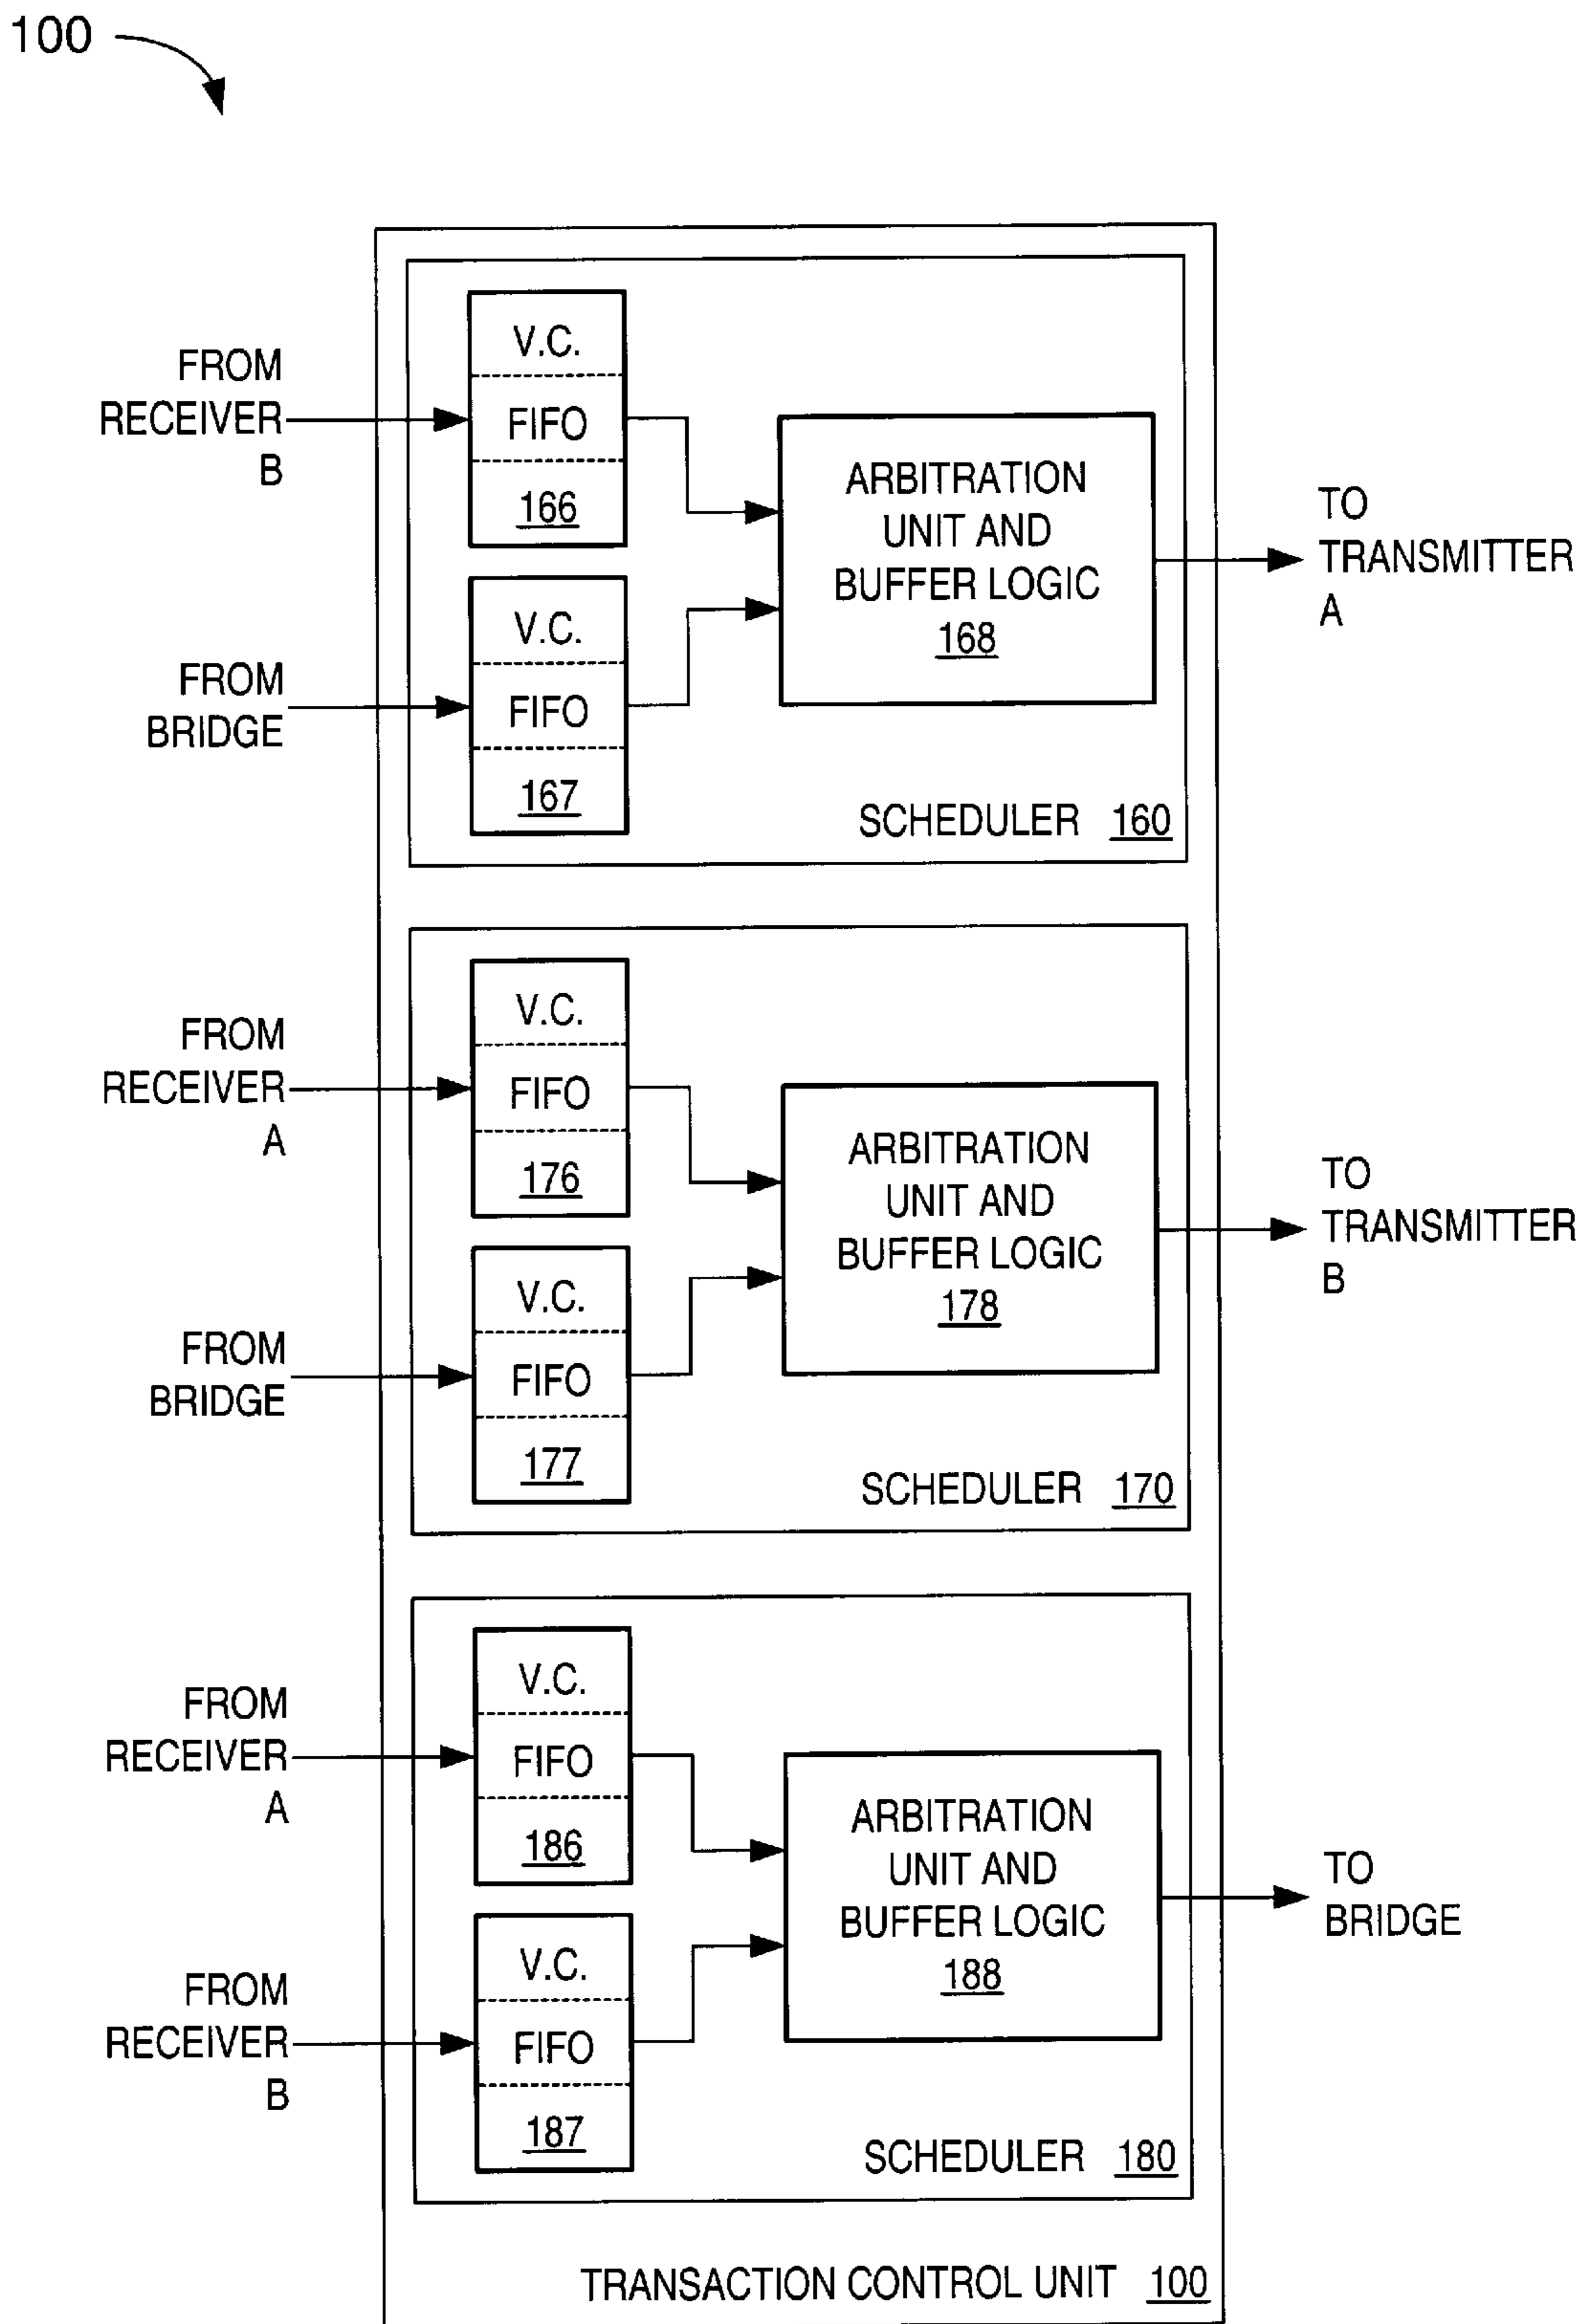 100
V.C.
FROM
RECEIVER
B
FIFO
166
ARBITRATION
UNIT AND
BUFFER LOGIC
168
TO
TRANSMITTER
A
V.C.
FROM
BRIDGE
FIFO
167
SCHEDULER 160
V.C.
FROM
RECEIVER
A
FIFO
176
ARBITRATION
UNIT AND
BUFFER LOGIC
178
TO
TRANSMITTER
B
V.C.
FROM
BRIDGE
FIFO
177
SCHEDULER 170
V.C.
FROM
RECEIVER
A
FIFO
186
ARBITRATION
UNIT AND
BUFFER LOGIC
188
TO
BRIDGE
V.C.
FROM
RECEIVER
B
FIFO
187
SCHEDULER 180
TRANSACTION CONTROL UNIT 100